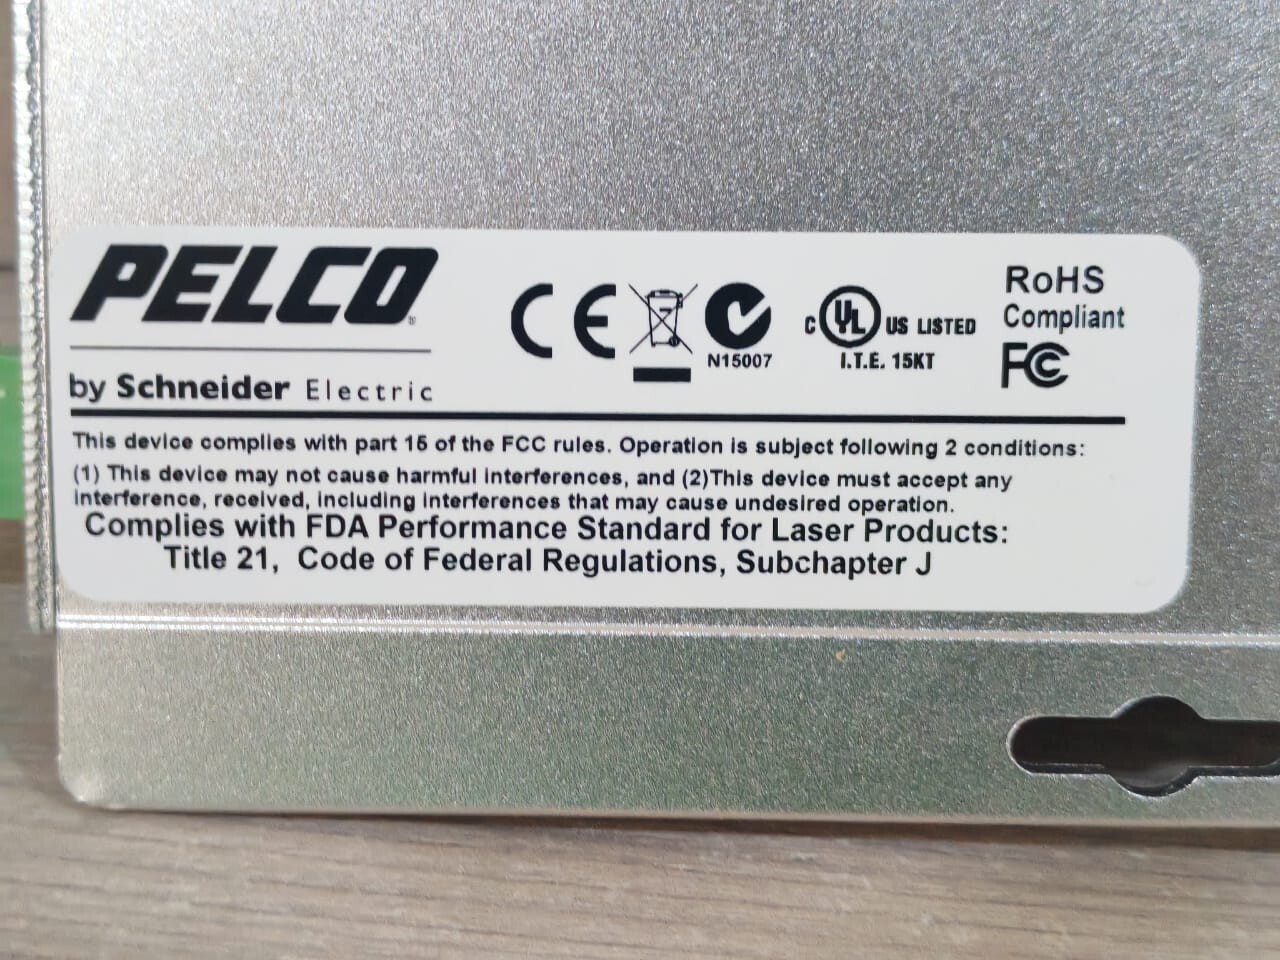 PELCO®
by Schneider Electric
CE
N15007
C UL US LISTED
I.T.E. 15KT
RoHS
Compliant
FC
This device complies with part 15 of the FCC rules. Operation is subject following 2 conditions:
(1) This device may not cause harmful interferences, and (2)This device must accept any
interference, received, including interferences that may cause undesired operation.
Complies with FDA Performance Standard for Laser Products:
Title 21, Code of Federal Regulations, Subchapter J